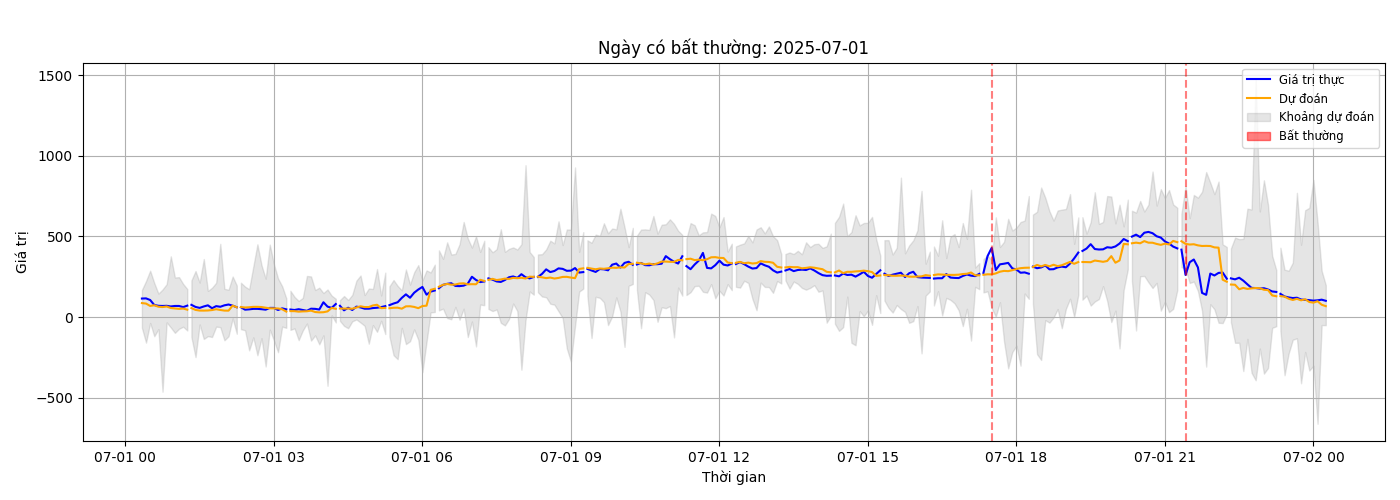 Ngày có bất thường: 2025-07-01
Giá trị
1500
1000
500
0
−500
Giá trị thực
Dự đoán
Khoảng dự đoán
Bất thường
07-01 00
07-01 03
07-01 06
07-01 09
07-01 12
07-01 15
07-01 18
07-01 21
07-02 00
Thời gian